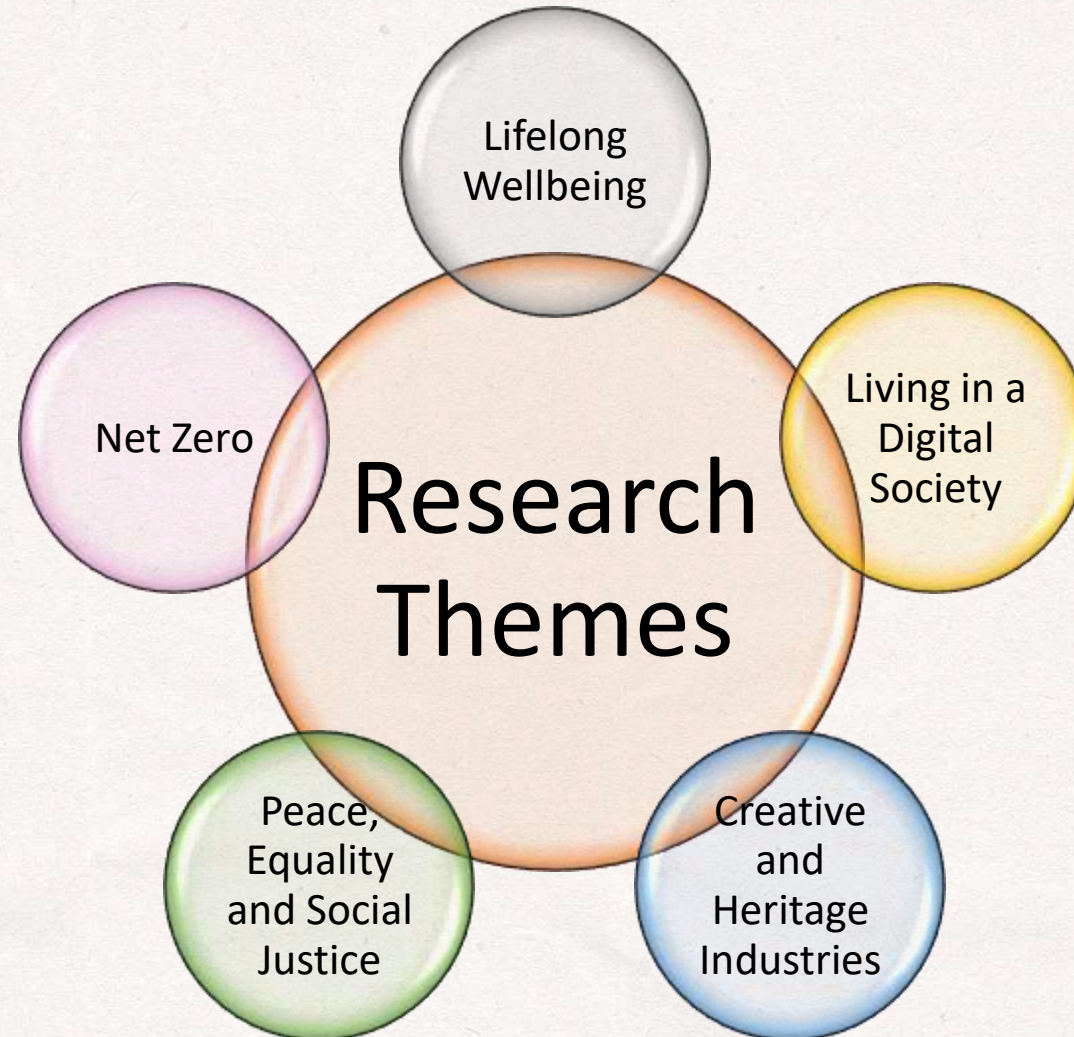 Lifelong
Wellbeing
Living in a
Digital
Society
Net Zero
Research
Themes
Peace,
Equality
and Social
Justice
Creative
and
Heritage
Industries